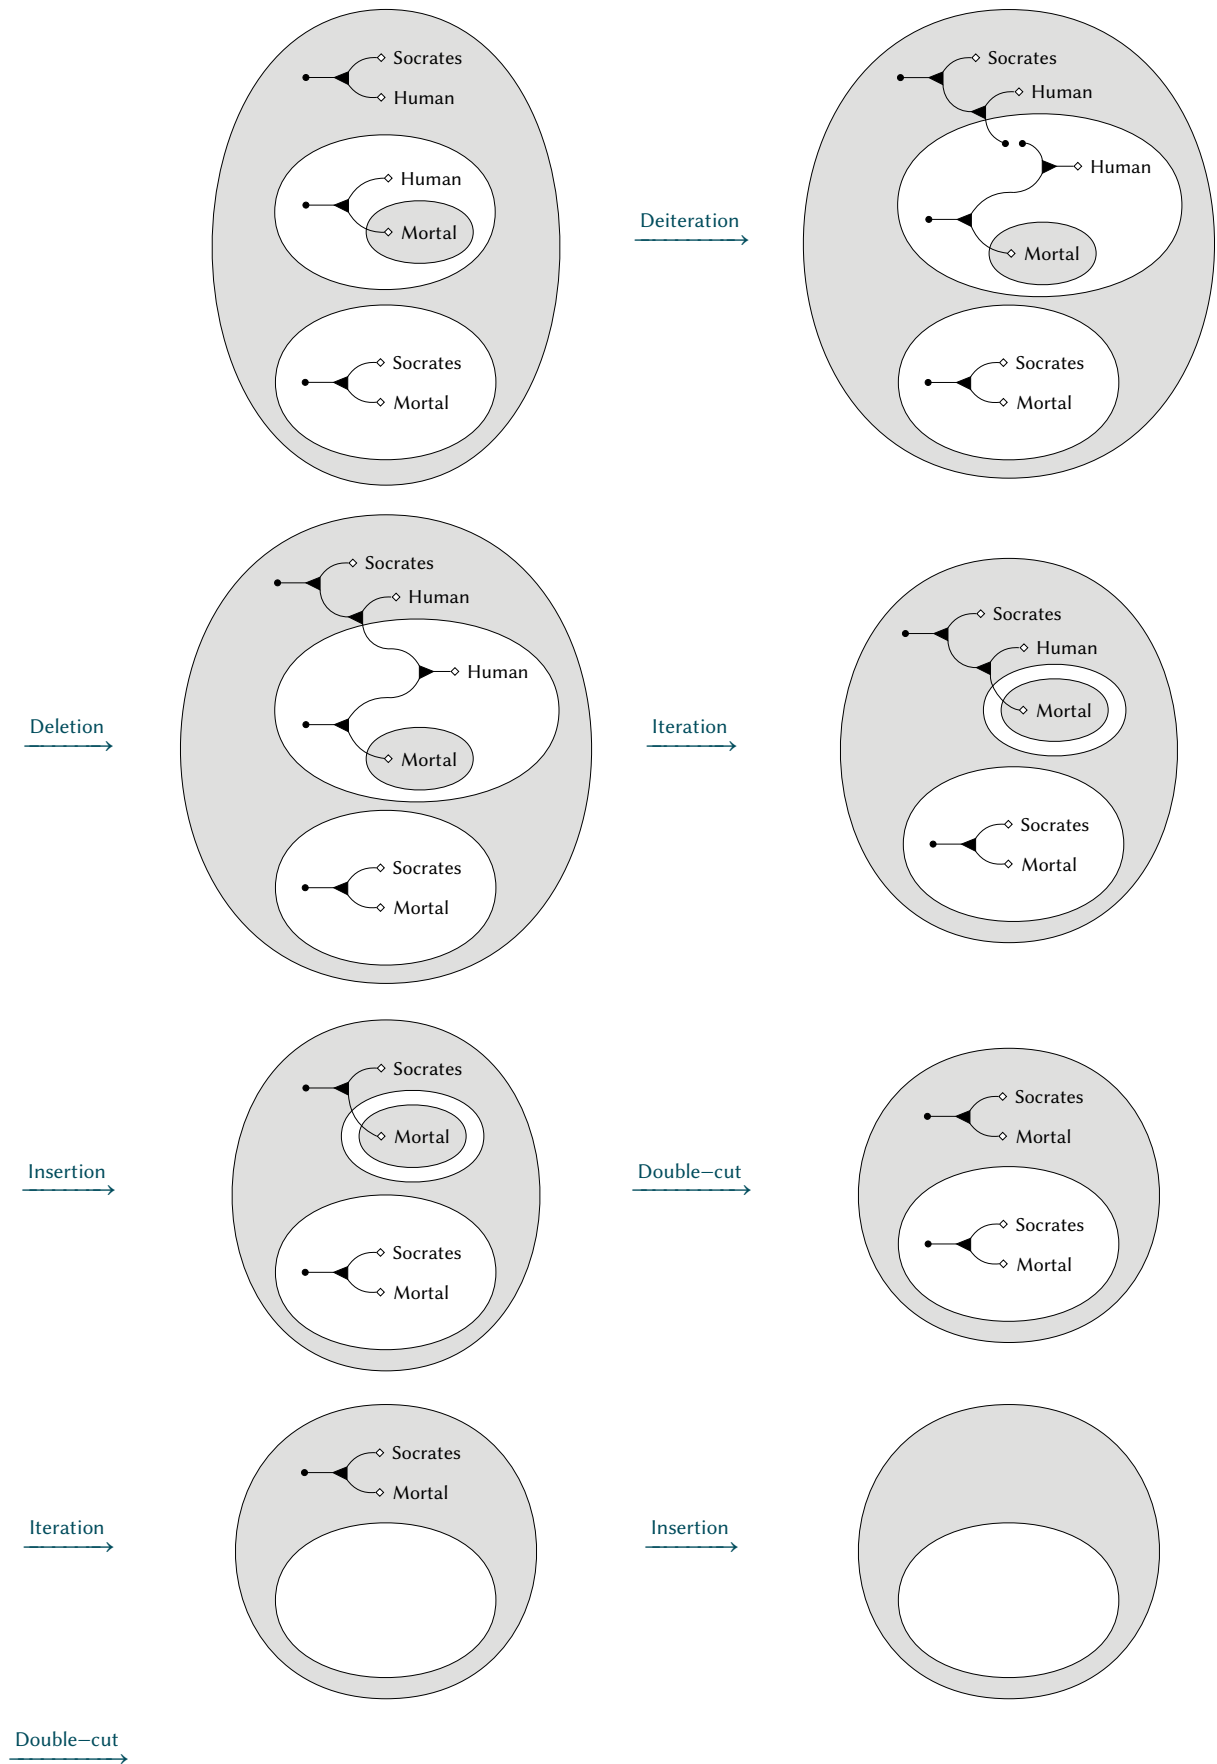 Socrates
Human
Human
Mortal
Socrates
Mortal
Deiteration
Socrates
Human
Human
Mortal
Socrates
Mortal
Deletion
Socrates
Human
Human
Mortal
Socrates
Mortal
Iteration
Socrates
Human
Mortal
Socrates
Mortal
Insertion
Socrates
Mortal
Socrates
Mortal
Double–cut
Socrates
Mortal
Socrates
Mortal
Iteration
Socrates
Mortal
Insertion
Double–cut